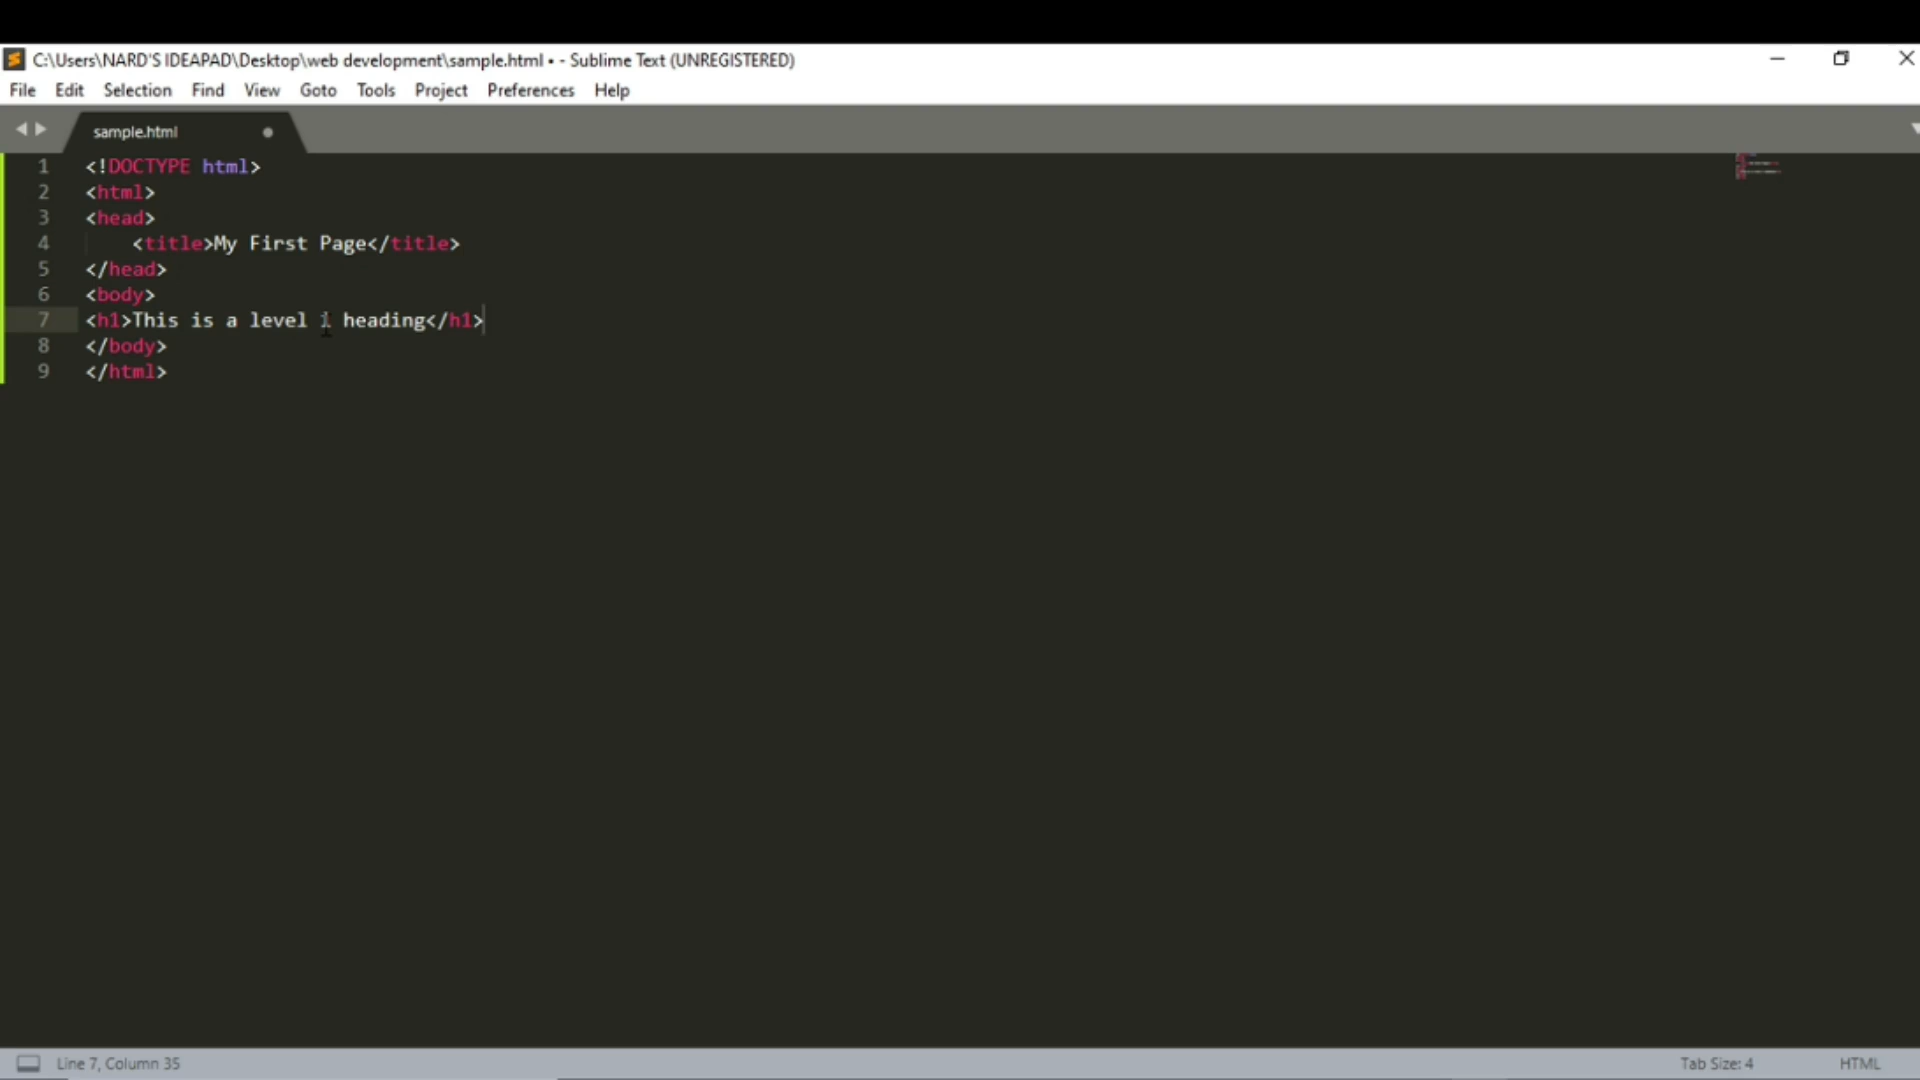 C:\Users\NARD'S IDEAPAD\Desktop\web development\sample.html • - Sublime Text (UNREGISTERED)
File Edit Selection Find View Goto Tools Project Preferences Help
sample.html
1 <!DOCTYPE html>
2 <html>
3 <head>
4     <title>My First Page</title>
5 </head>
6 <body>
7 <h1>This is a level 1 heading</h1>
8 </body>
9 </html>
Line 7, Column 35 Tab Size: 4 HTML